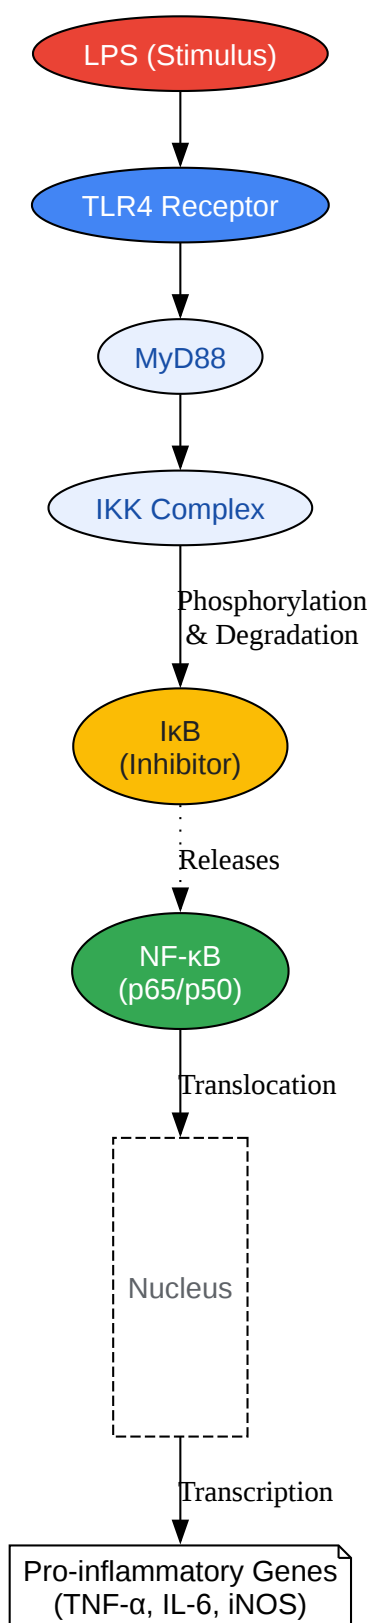 LPS (Stimulus)
TLR4 Receptor
MyD88
IKK Complex
Phosphorylation
& Degradation
IκB
(Inhibitor)
Releases
NF-κB
(p65/p50)
Translocation
Nucleus
Transcription
Pro-inflammatory Genes
(TNF-α, IL-6, iNOS)